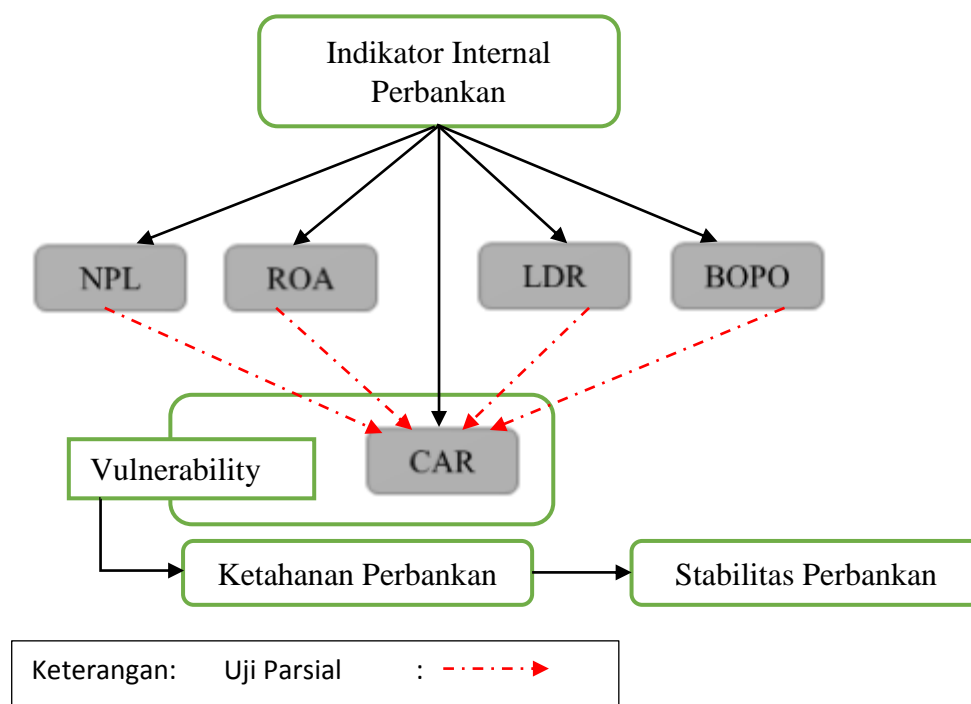 Indikator Internal
Perbankan
NPL
ROA
LDR
BOPO
CAR
Vulnerability
Ketahanan Perbankan
Stabilitas Perbankan
Keterangan: Uji Parsial :